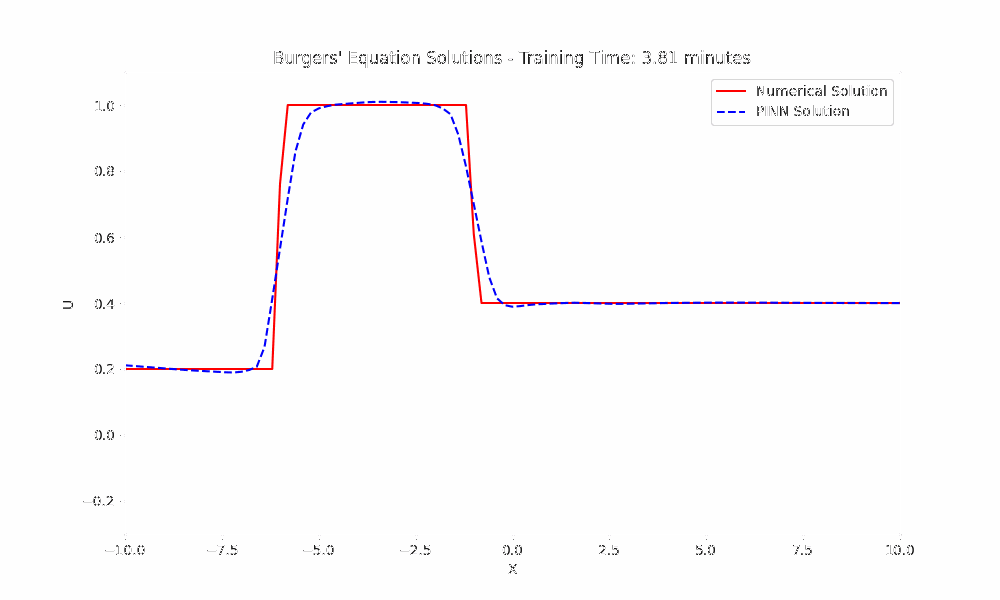 Burgers' Equation Solutions - Training Time: 3.81 minutes
Numerical Solution
PINN Solution
1.0
0.8
0.6
U
0.4
0.2
0.0
−0.2
−10.0 −7.5 −5.0 −2.5 0.0 2.5 5.0 7.5 10.0
X